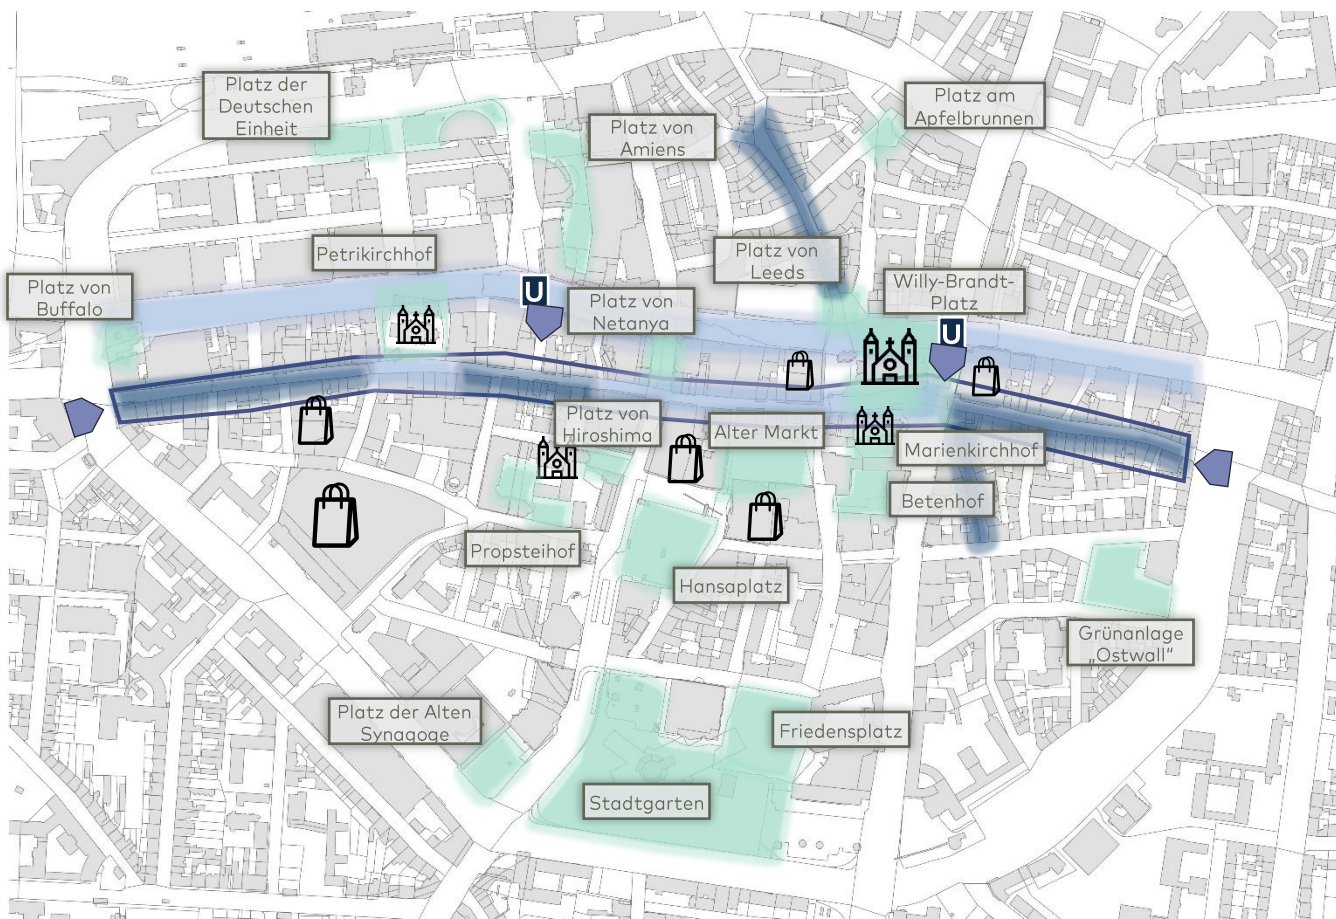 Platz der
Deutschen
Einheit
Platz von
Amiens
Platz am
Apfelbrunnen
Petrikirchhof
Platz von
Leeds
Platz von
Buffalo
U
Platz von
Netanya
Willy-Brandt-
Platz
U
Platz von
Hiroshima
Alter Markt
Marienkirchhof
Betenhof
Propsteihof
Hansaplatz
Grünanlage
„Ostwall“
Platz der Alten
Synagoge
Friedensplatz
Stadtgarten